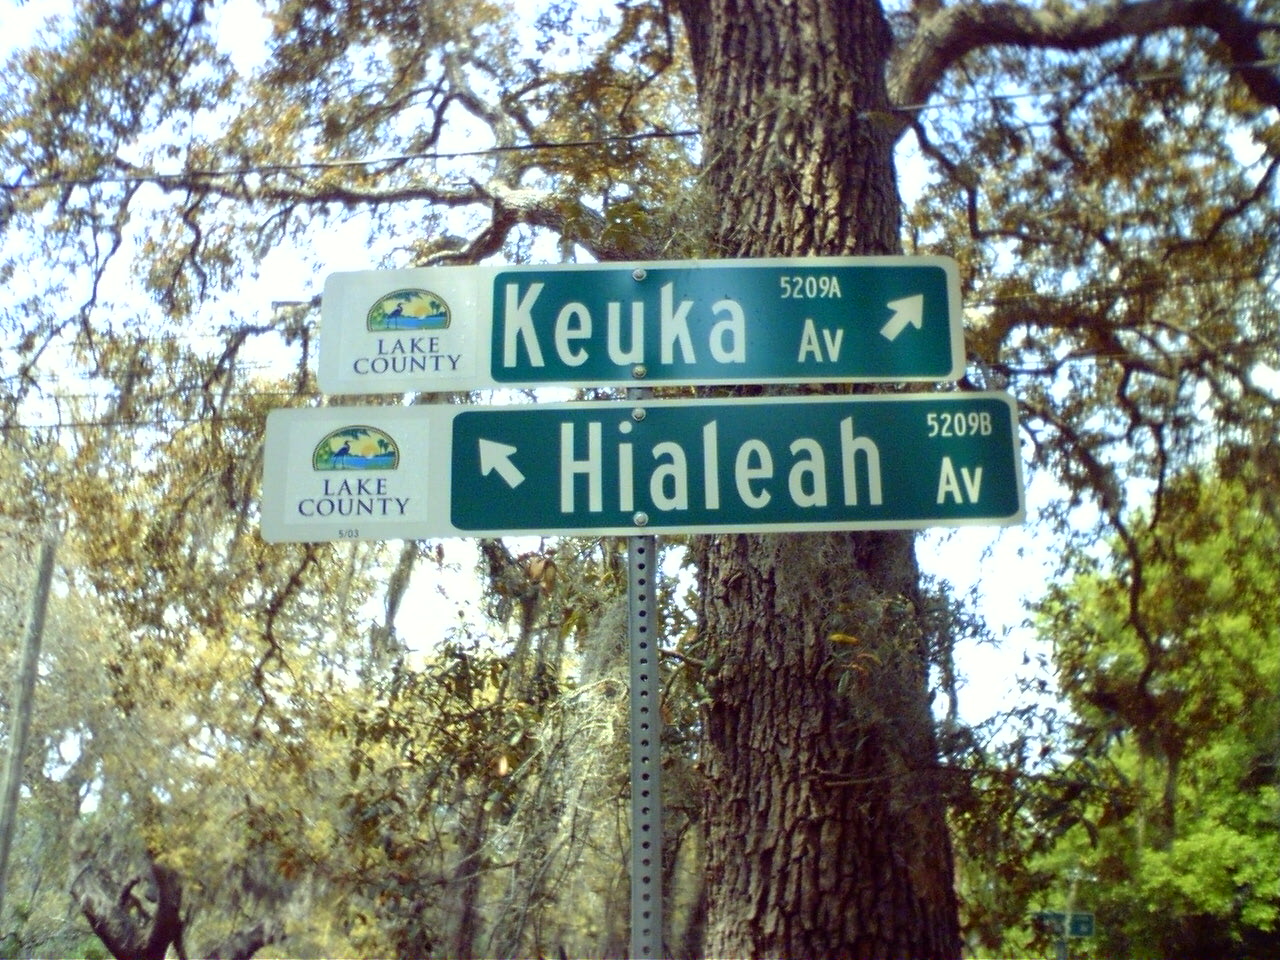 LAKE
COUNTY
Keuka Av
5209A
LAKE
COUNTY
5/03
Hialeah Av
5209B